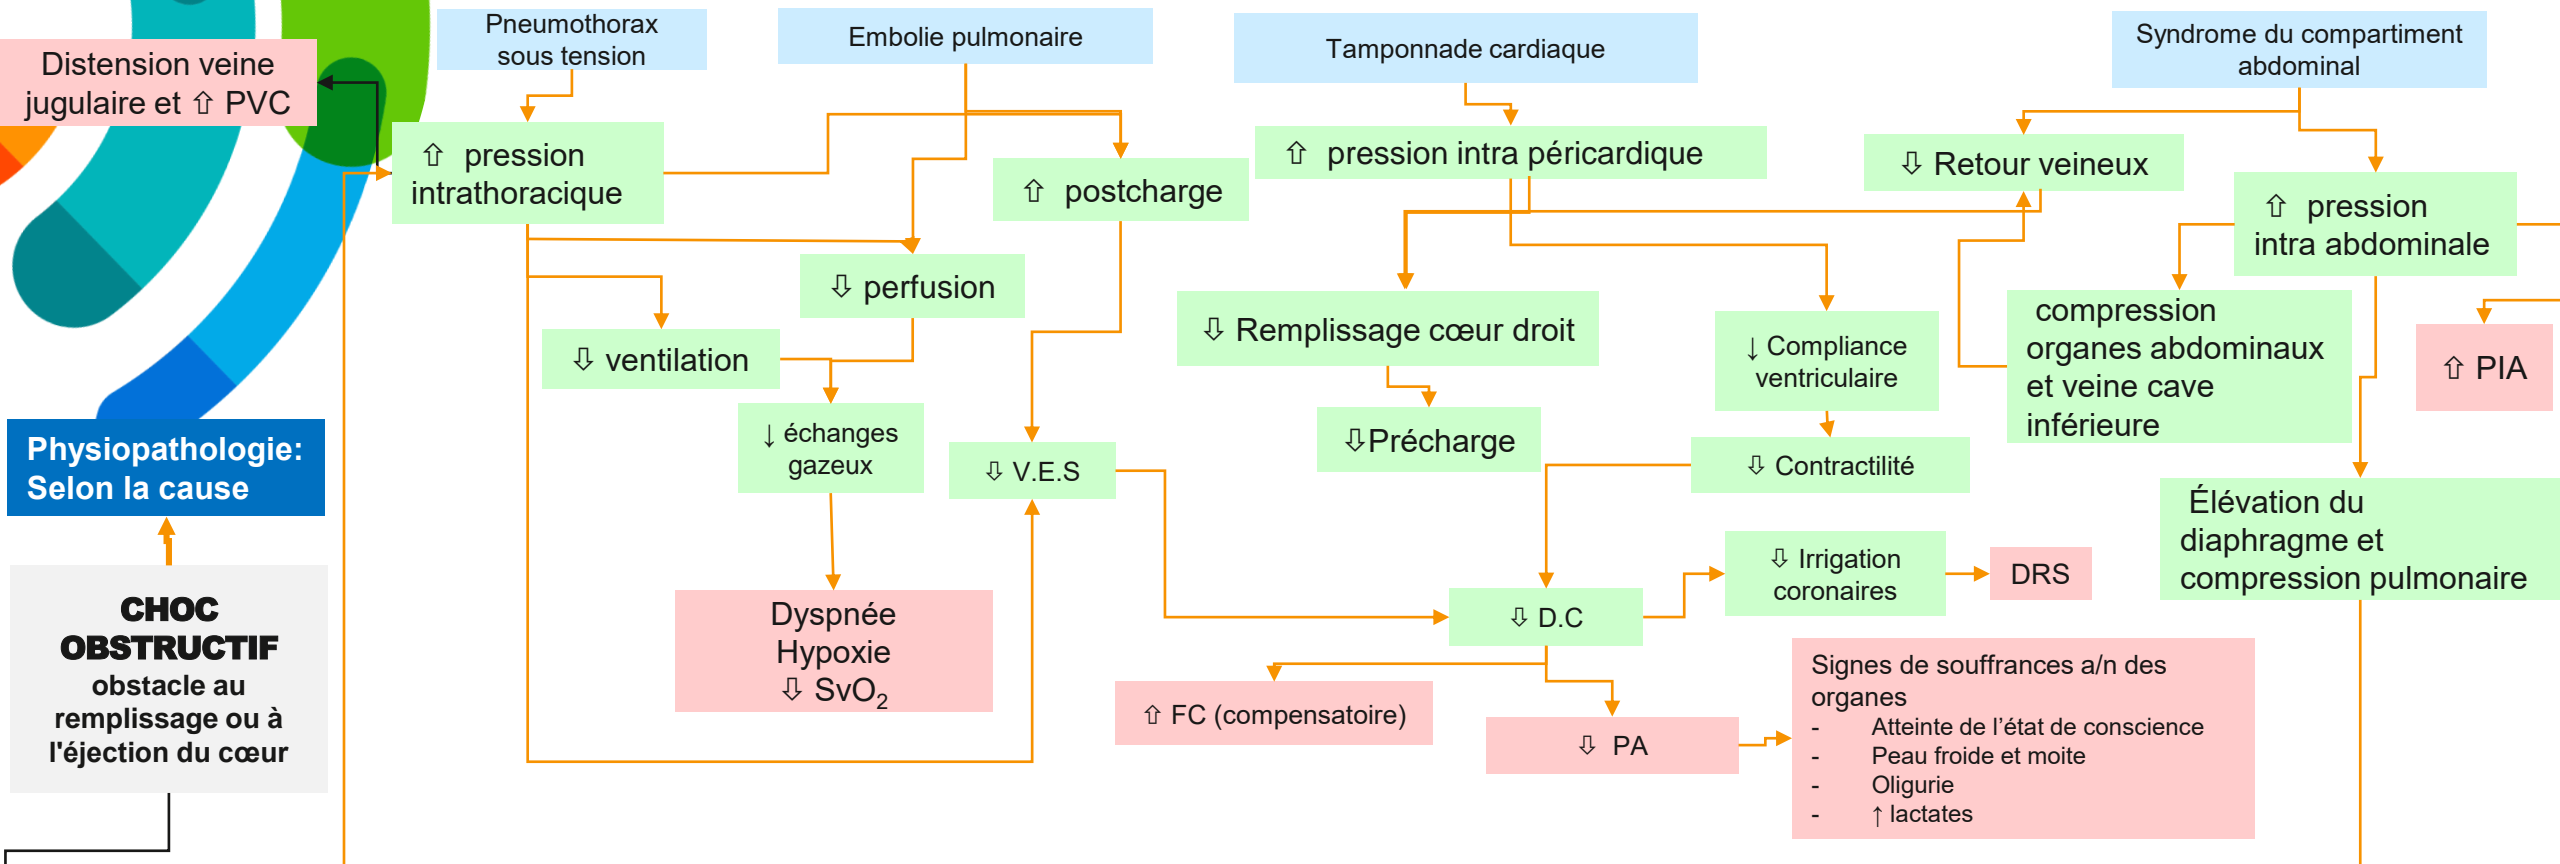 Distension veine
jugulaire et ⇧ PVC
Pneumothorax
sous tension
Embolie pulmonaire
Tamponnade cardiaque
Syndrome du compartiment
abdominal
⇧ pression
intrathoracique
⇧ postcharge
⇧ pression intra péricardique
⇩ Retour veineux
⇧ pression
intra abdominale
⇩ perfusion
⇩ ventilation
⇩ Remplissage cœur droit
↓ Compliance
ventriculaire
compression
organes abdominaux
et veine cave
inférieure
⇧ PIA
Physiopathologie:
Selon la cause
↓ échanges
gazeux
⇩ V.E.S
⇩Précharge
⇩ Contractilité
Élévation du
diaphragme et
compression pulmonaire
CHOC
OBSTRUCTIF
obstacle au
remplissage ou à
l'éjection du cœur
Dyspnée
Hypoxie
⇩ SvO₂
⇩ D.C
⇩ Irrigation
coronaires
DRS
⇧ FC (compensatoire)
⇩ PA
Signes de souffrances a/n des
organes
- Atteinte de l’état de conscience
- Peau froide et moite
- Oligurie
- ↑ lactates